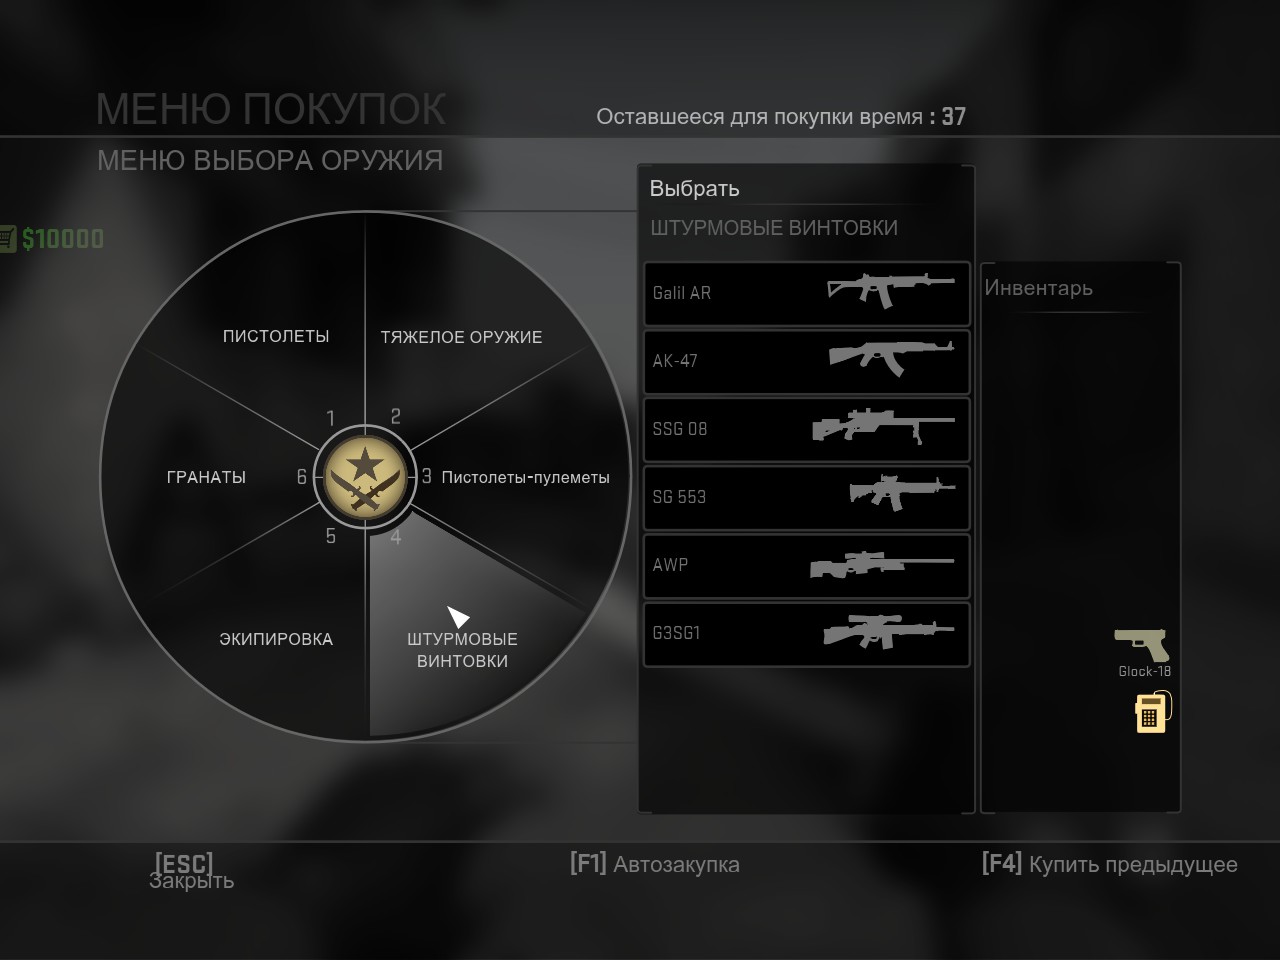 МЕНЮ ПОКУПОК
Оставшееся для покупки время : 37
МЕНЮ ВЫБОРА ОРУЖИЯ
$10000
ПИСТОЛЕТЫ
ТЯЖЕЛОЕ ОРУЖИЕ
1
2
ГРАНАТЫ
6
3
Пистолеты-пулеметы
5
4
ЭКИПИРОВКА
ШТУРМОВЫЕ
ВИНТОВКИ
Выбрать
ШТУРМОВЫЕ ВИНТОВКИ
Galil AR
AK-47
SSG 08
SG 553
AWP
G3SG1
Инвентарь
Glock-18
[ESC]
Закрыть
[F1] Автозакупка
[F4] Купить предыдущее